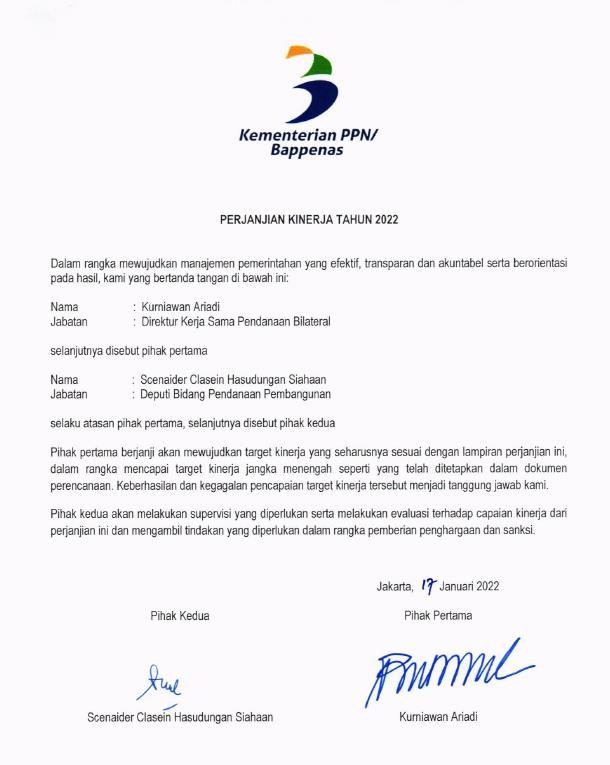 Kementerian PPN/
Bappenas
PERJANJIAN KINERJA TAHUN 2022
Dalam rangka mewujudkan manajemen pemerintahan yang efektif, transparan dan akuntabel serta berorientasi
pada hasil, kami yang bertanda tangan di bawah ini:
Nama : Kurniawan Ariadi
Jabatan : Direktur Kerja Sama Pendanaan Bilateral
selanjutnya disebut pihak pertama
Nama : Scenaider Clasein Hasudungan Siahaan
Jabatan : Deputi Bidang Pendanaan Pembangunan
selaku atasan pihak pertama, selanjutnya disebut pihak kedua
Pihak pertama berjanji akan mewujudkan target kinerja yang seharusnya sesuai dengan lampiran perjanjian ini,
dalam rangka mencapai target kinerja jangka menengah seperti yang telah ditetapkan dalam dokumen
perencanaan. Keberhasilan dan kegagalan pencapaian target kinerja tersebut menjadi tanggung jawab kami.
Pihak kedua akan melakukan supervisi yang diperlukan serta melakukan evaluasi terhadap capaian kinerja dari
perjanjian ini dan mengambil tindakan yang diperlukan dalam rangka pemberian penghargaan dan sanksi.
Jakarta, 17 Januari 2022
Pihak Kedua Pihak Pertama
Scenaider Clasein Hasudungan Siahaan Kurniawan Ariadi